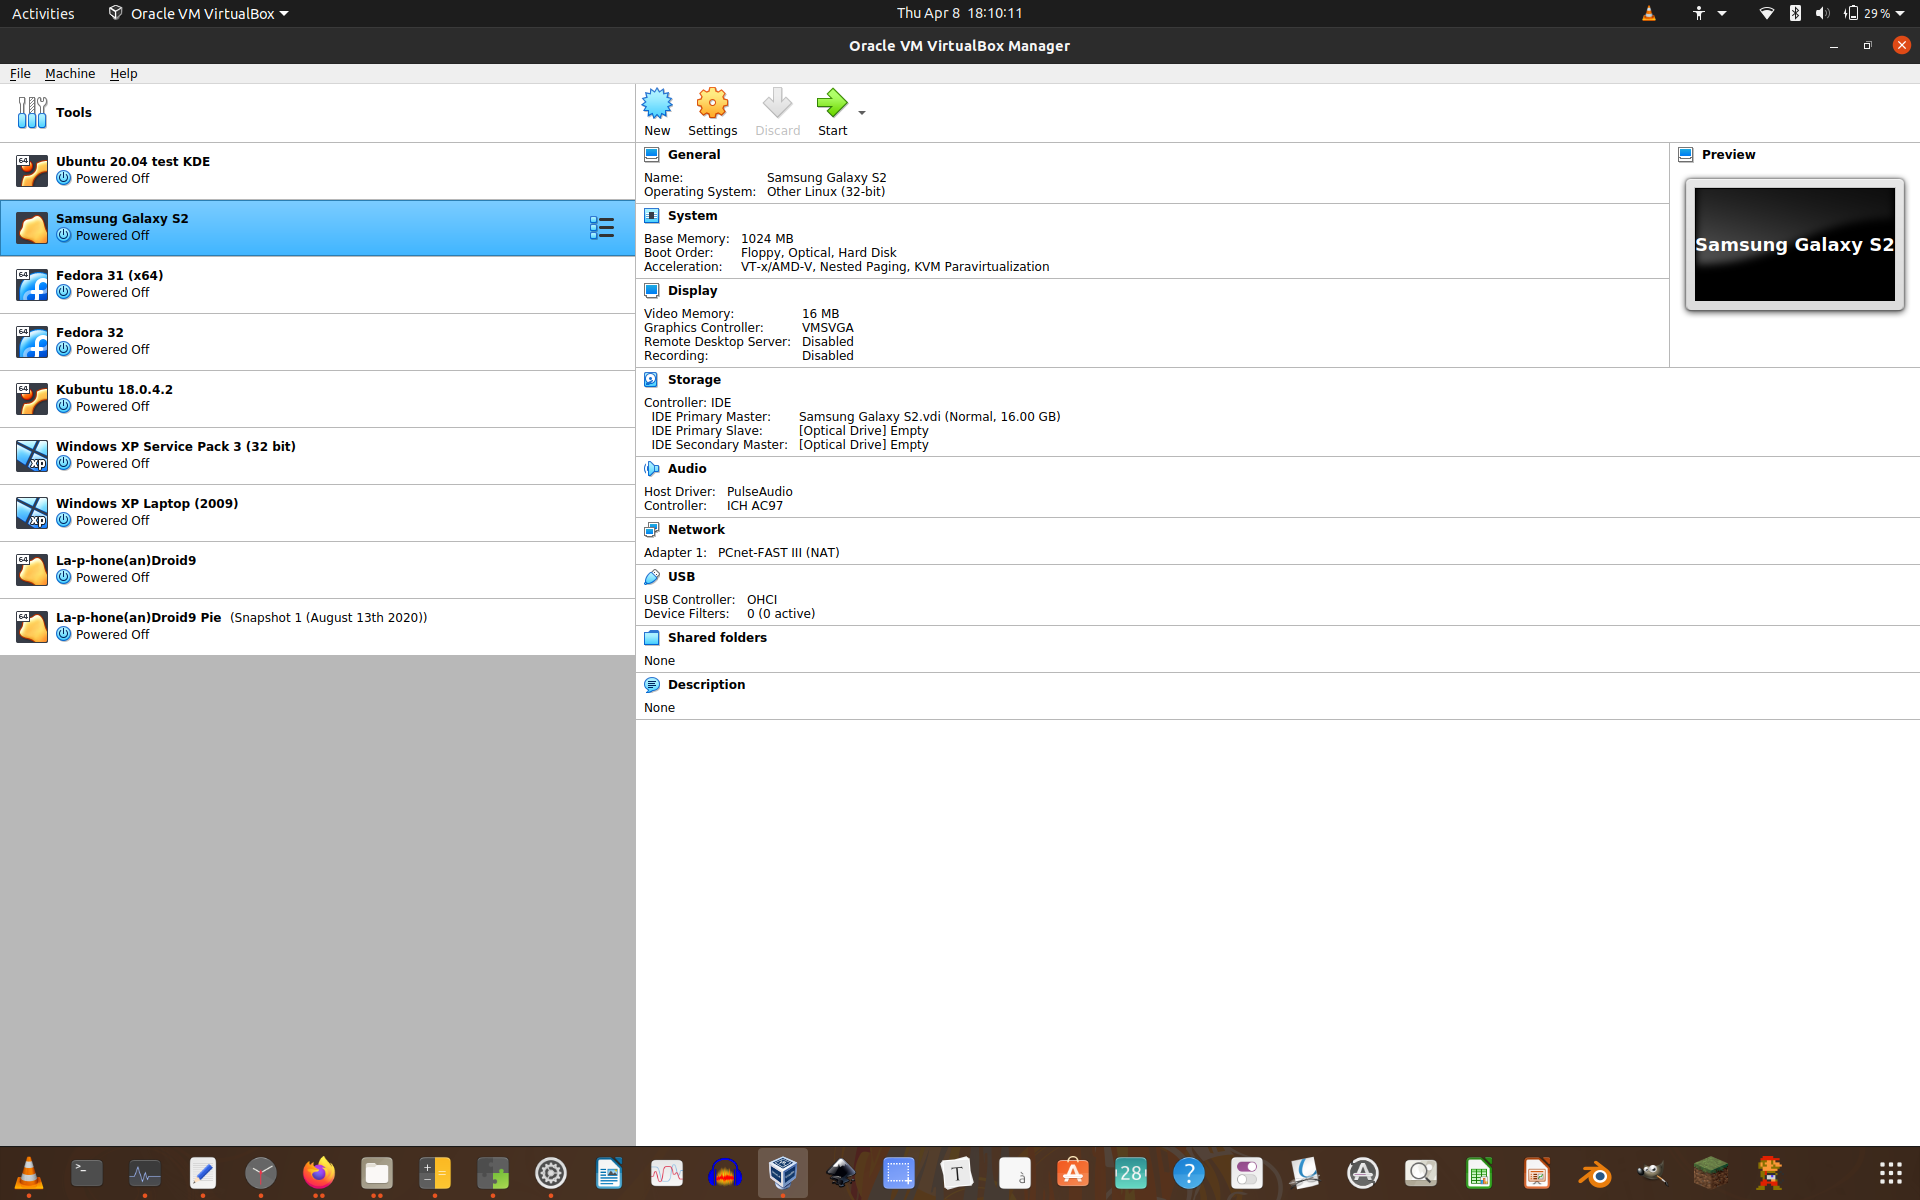 Activities
Oracle VM VirtualBox
Thu Apr 8 18:10:11
29 %
Oracle VM VirtualBox Manager
File Machine Help
Tools
64
Ubuntu 20.04 test KDE
Powered Off
Samsung Galaxy S2
Powered Off
64
Fedora 31 (x64)
Powered Off
64
Fedora 32
Powered Off
64
Kubuntu 18.0.4.2
Powered Off
xp
Windows XP Service Pack 3 (32 bit)
Powered Off
xp
Windows XP Laptop (2009)
Powered Off
64
La-p-hone(an)Droid9
Powered Off
64
La-p-hone(an)Droid9 Pie (Snapshot 1 (August 13th 2020))
Powered Off
New Settings Discard Start
General
Name: Samsung Galaxy S2
Operating System: Other Linux (32-bit)
System
Base Memory: 1024 MB
Boot Order: Floppy, Optical, Hard Disk
Acceleration: VT-x/AMD-V, Nested Paging, KVM Paravirtualization
Display
Video Memory: 16 MB
Graphics Controller: VMSVGA
Remote Desktop Server: Disabled
Recording: Disabled
Preview
Samsung Galaxy S2
Storage
Controller: IDE
IDE Primary Master: Samsung Galaxy S2.vdi (Normal, 16.00 GB)
IDE Primary Slave: [Optical Drive] Empty
IDE Secondary Master: [Optical Drive] Empty
Audio
Host Driver: PulseAudio
Controller: ICH AC97
Network
Adapter 1: PCnet-FAST III (NAT)
USB
USB Controller: OHCI
Device Filters: 0 (0 active)
Shared folders
None
Description
None
>_
T
à
A
28
?
A